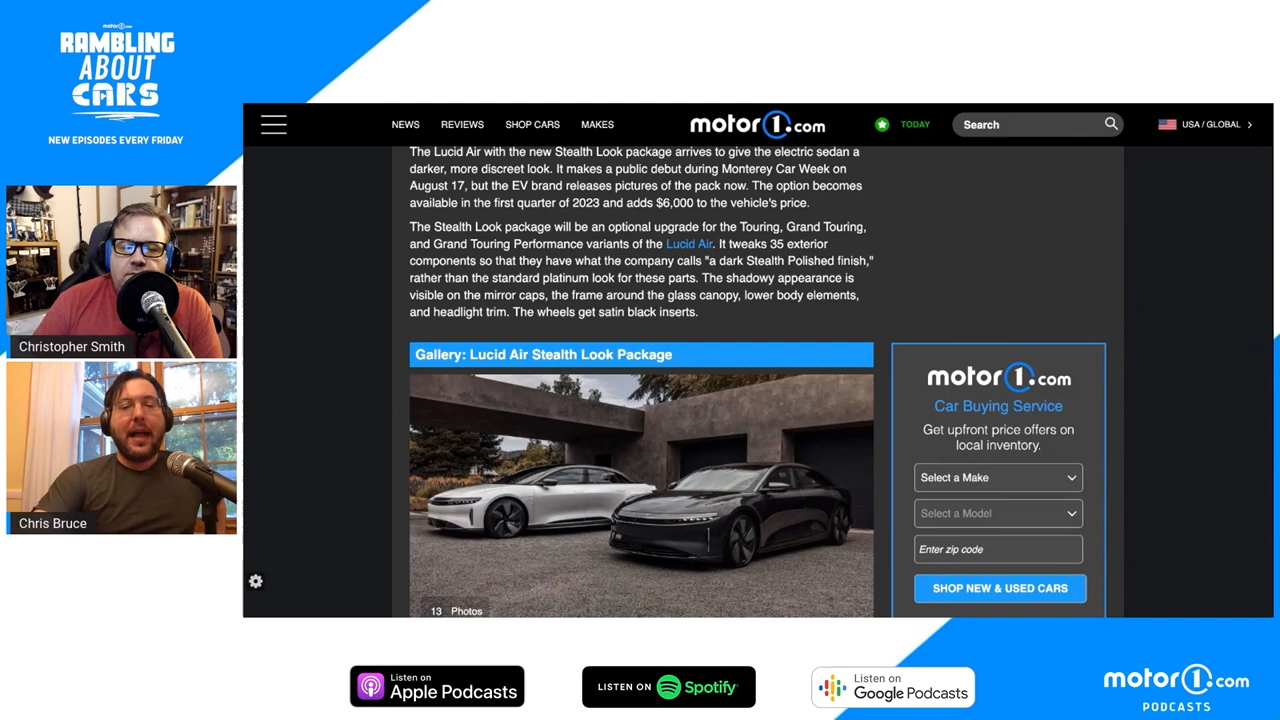 motor1.com
RAMBLING
ABOUT
CARS
NEW EPISODES EVERY FRIDAY
NEWS
REVIEWS
SHOP CARS
MAKES
motor1.com
TODAY
Search
USA / GLOBAL
The Lucid Air with the new Stealth Look package arrives to give the electric sedan a
darker, more discreet look. It makes a public debut during Monterey Car Week on
August 17, but the EV brand releases pictures of the pack now. The option becomes
available in the first quarter of 2023 and adds $6,000 to the vehicle's price.
The Stealth Look package will be an optional upgrade for the Touring, Grand Touring,
and Grand Touring Performance variants of the Lucid Air. It tweaks 35 exterior
components so that they have what the company calls "a dark Stealth Polished finish,"
rather than the standard platinum look for these parts. The shadowy appearance is
visible on the mirror caps, the frame around the glass canopy, lower body elements,
and headlight trim. The wheels get satin black inserts.
Gallery: Lucid Air Stealth Look Package
13 Photos
motor1.com
Car Buying Service
Get upfront price offers on
local inventory.
Select a Make
Select a Model
Enter zip code
SHOP NEW & USED CARS
Christopher Smith
Chris Bruce
Listen on
Apple Podcasts
LISTEN ON Spotify
Listen on
Google Podcasts
motor1.com
PODCASTS